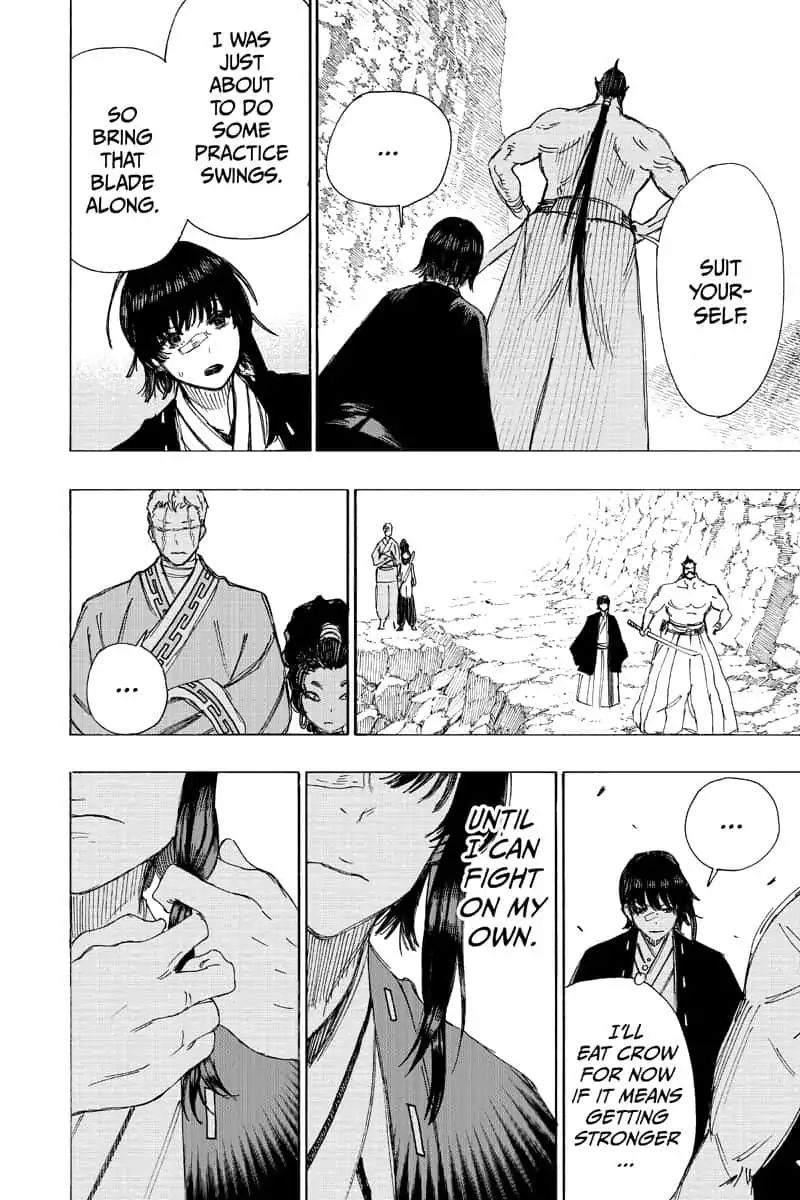 SUIT
YOUR-
SELF.
...
I WAS
JUST
ABOUT
TO DO
SOME
PRACTICE
SWINGS.
SO
BRING
THAT
BLADE
ALONG.
...
...
I'LL
EAT CROW
FOR NOW
IF IT MEANS
GETTING
STRONGER
...
UNTIL
I CAN
FIGHT
ON MY
OWN.